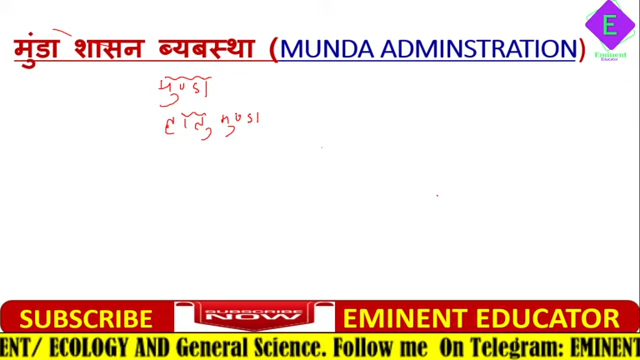 E
Eminent
Educator
मुंडा शासन ब्यबस्था (MUNDA ADMINSTRATION)
मुण्डा
हातु मुण्डा
SUBSCRIBE
SUBSCRIBE
NOW
EMINENT EDUCATOR
ENT/ ECOLOGY AND General Science. Follow me On Telegram: EMINENT